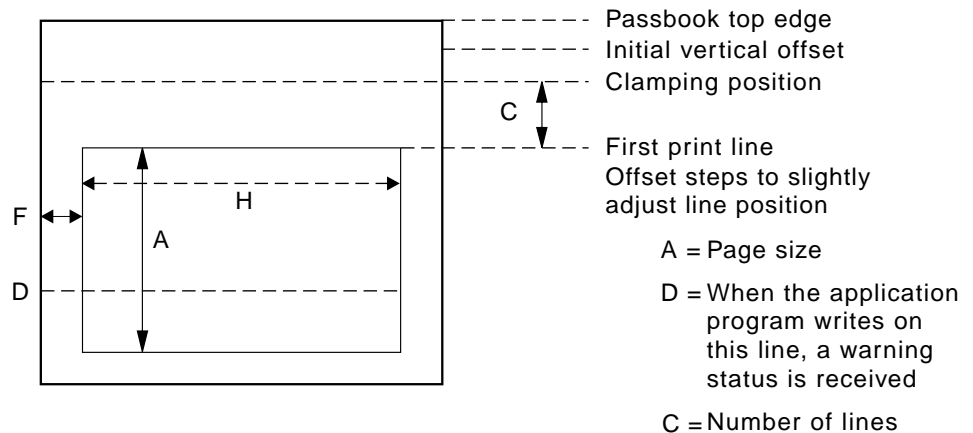 Passbook top edge
Initial vertical offset
Clamping position
C
First print line
Offset steps to slightly
adjust line position
H
F
A
D
A = Page size
D = When the application
program writes on
this line, a warning
status is received
C = Number of lines